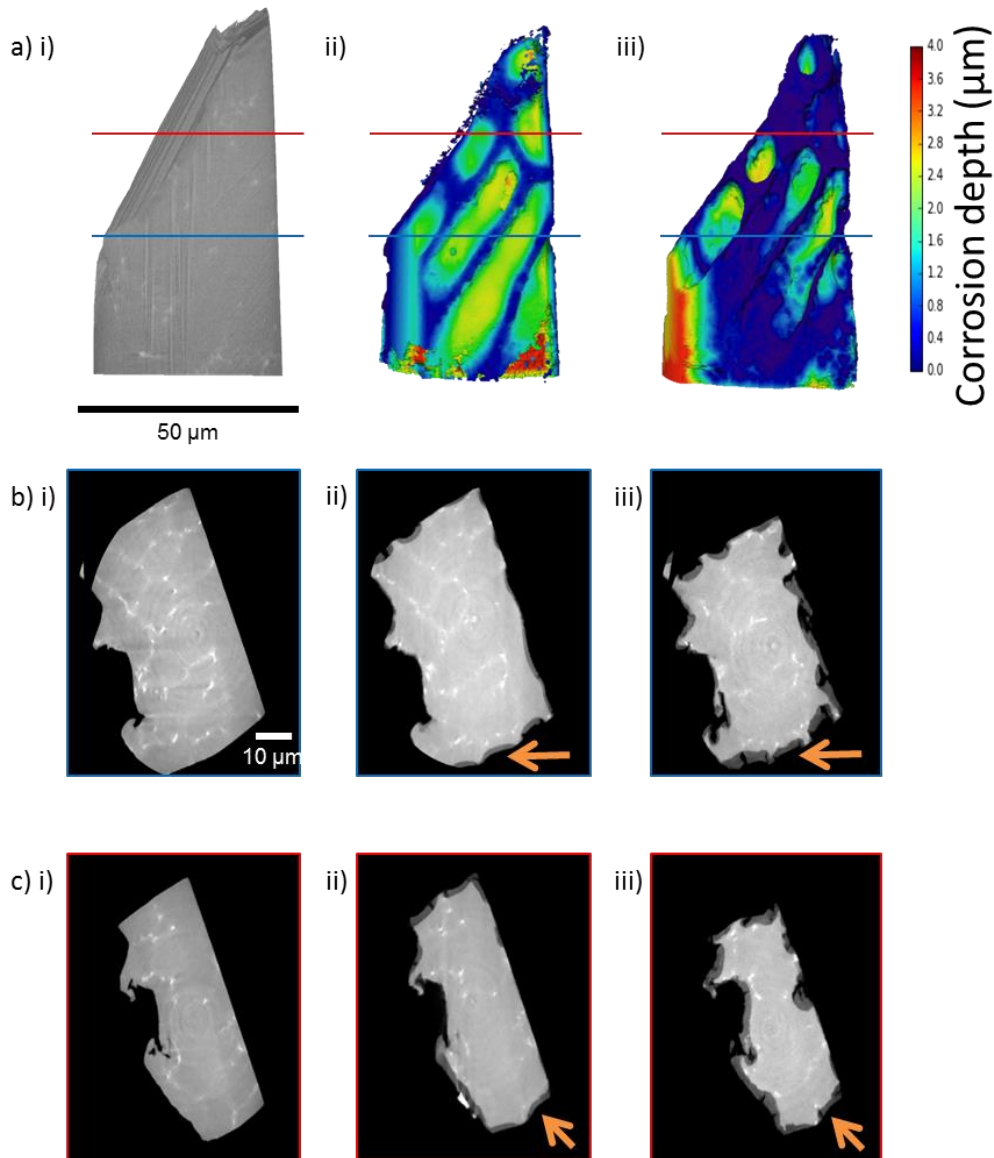 a) i)
ii)
iii)
4.0
3.6
3.2
2.8
2.4
2.0
1.6
1.2
0.8
0.4
0.0
Corrosion depth (µm)
50 µm
b) i)
ii)
iii)
10 µm
c) i)
ii)
iii)